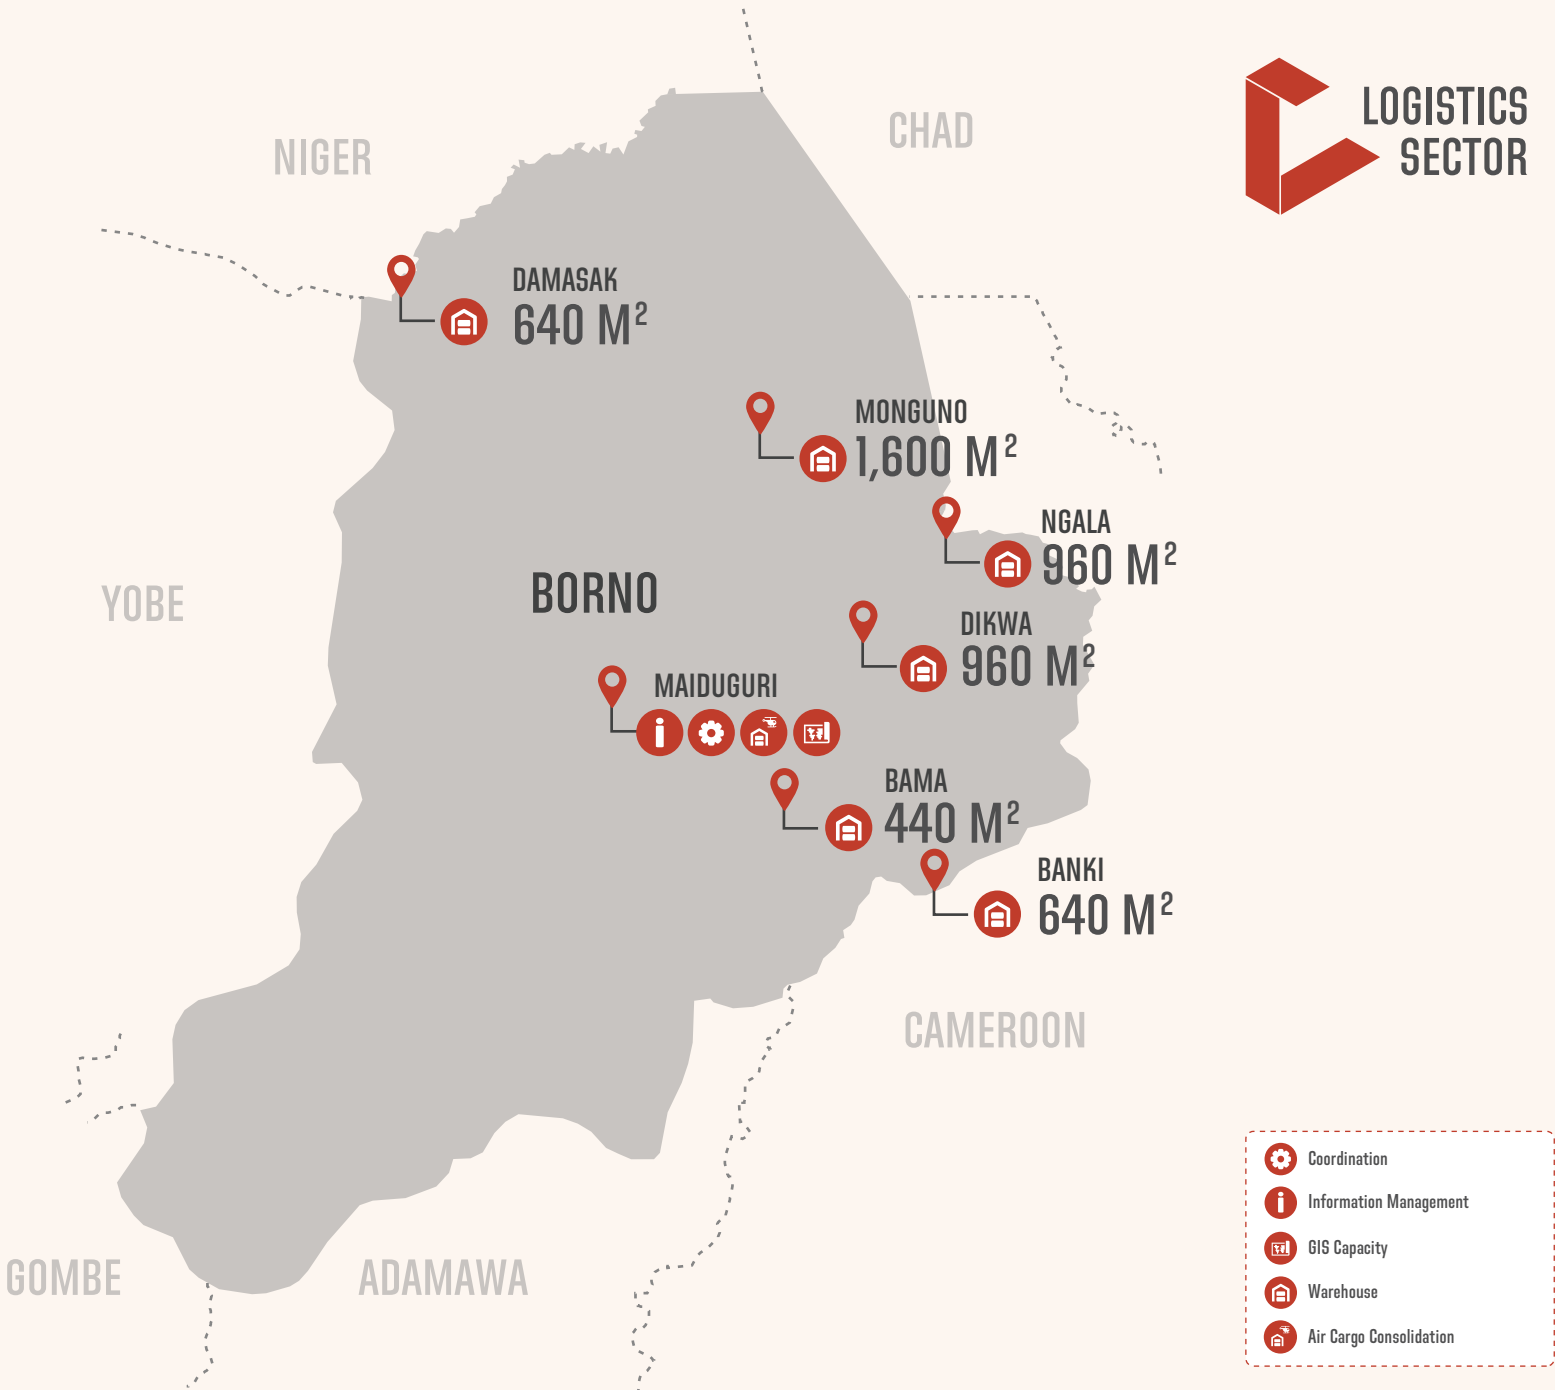 LOGISTICS
SECTOR
NIGER
CHAD
DAMASAK
640 M²
MONGUNO
1,600 M²
NGALA
960 M²
YOBE
BORNO
DIKWA
960 M²
MAIDUGURI
BAMA
440 M²
BANKI
640 M²
CAMEROON
GOMBE
ADAMAWA
Coordination
Information Management
GIS Capacity
Warehouse
Air Cargo Consolidation